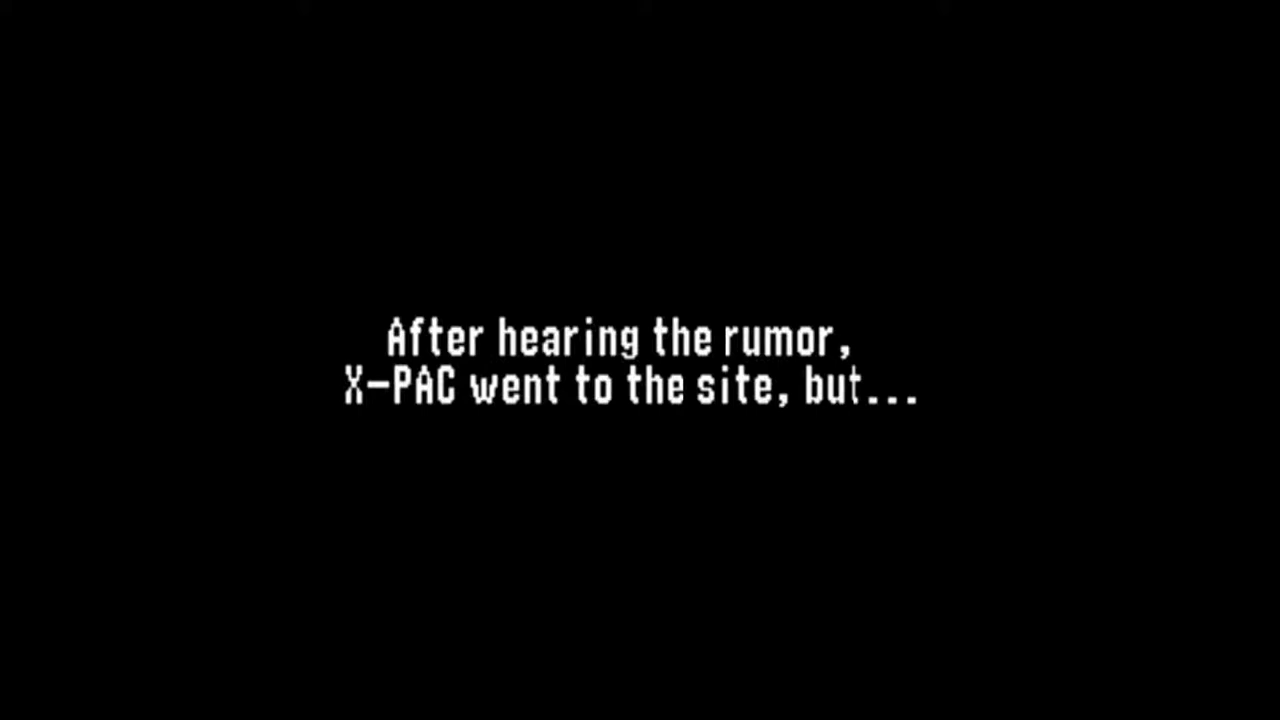 After hearing the rumor,
X-PAC went to the site, but...